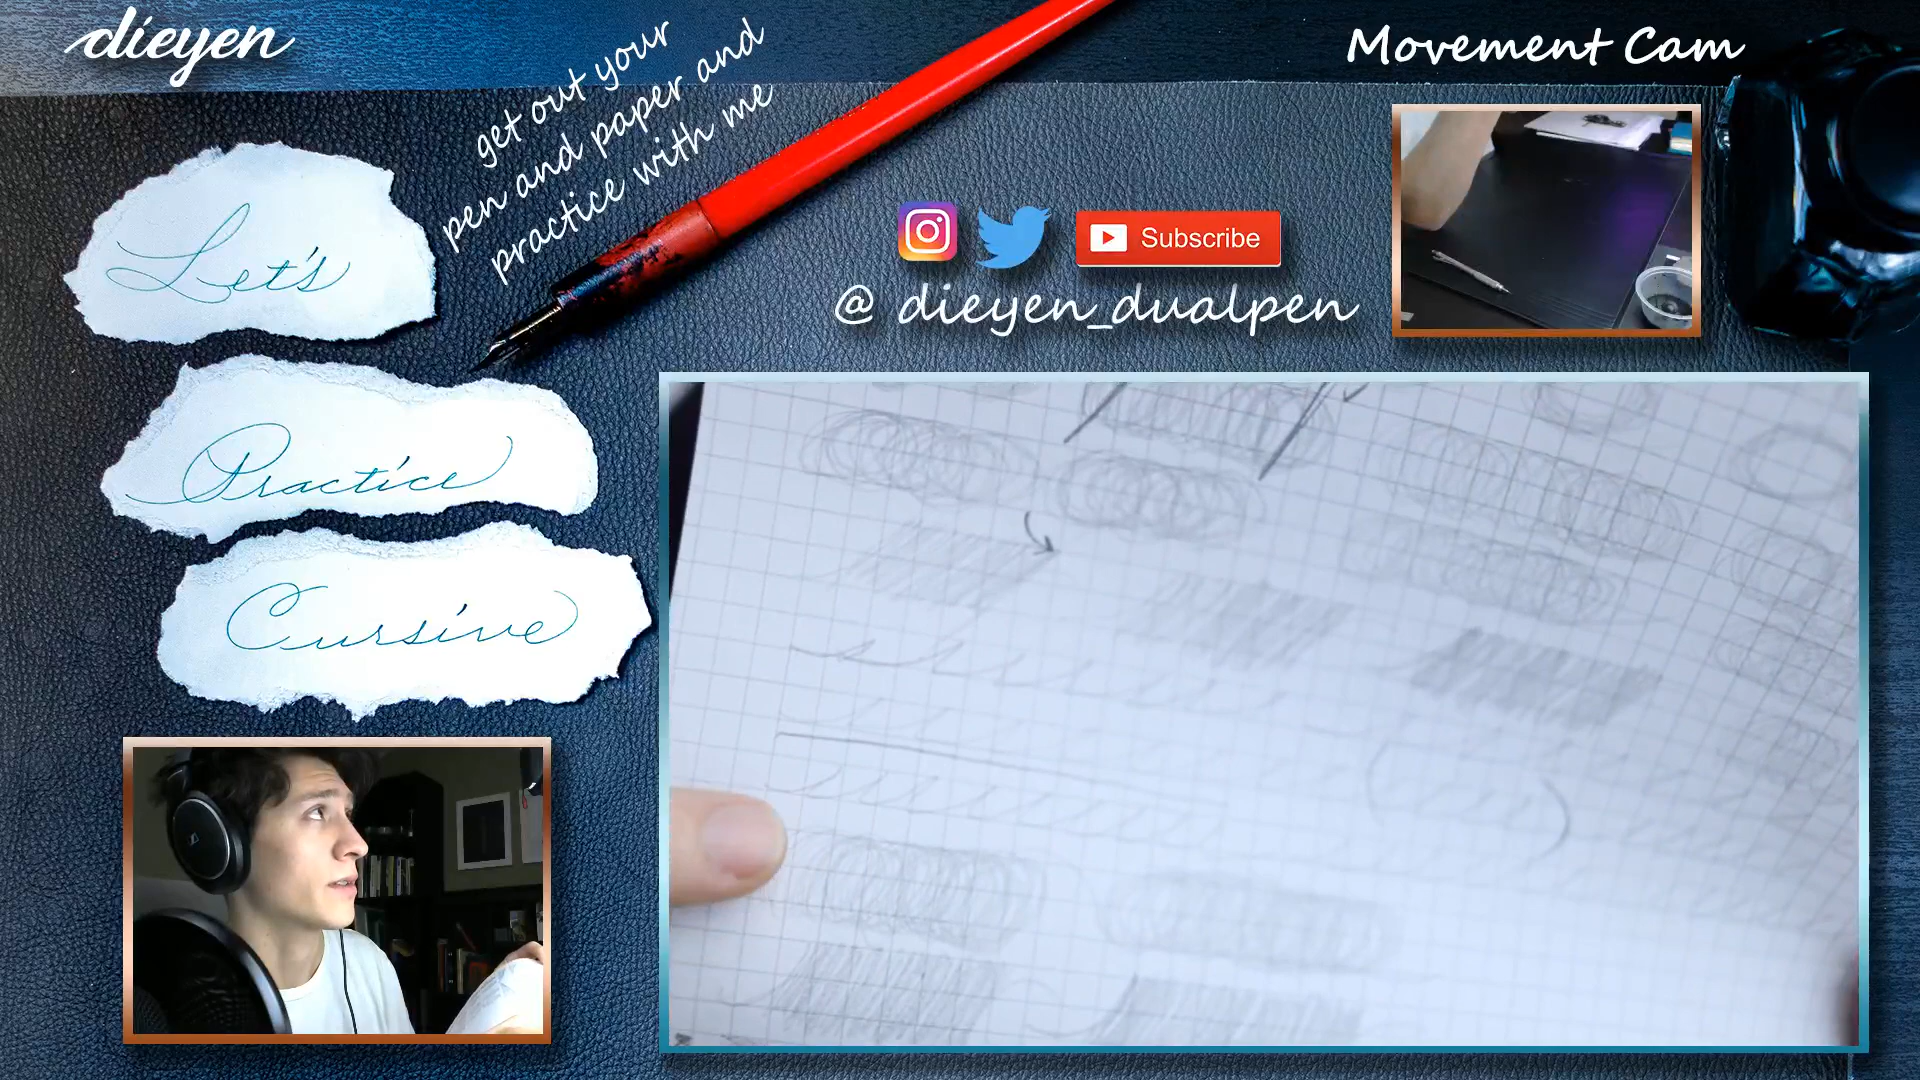 dieyen
get out your
pen and paper and
practice with me
Movement Cam
Let's
Practice
Cursive
Subscribe
@ dieyen_dualpen